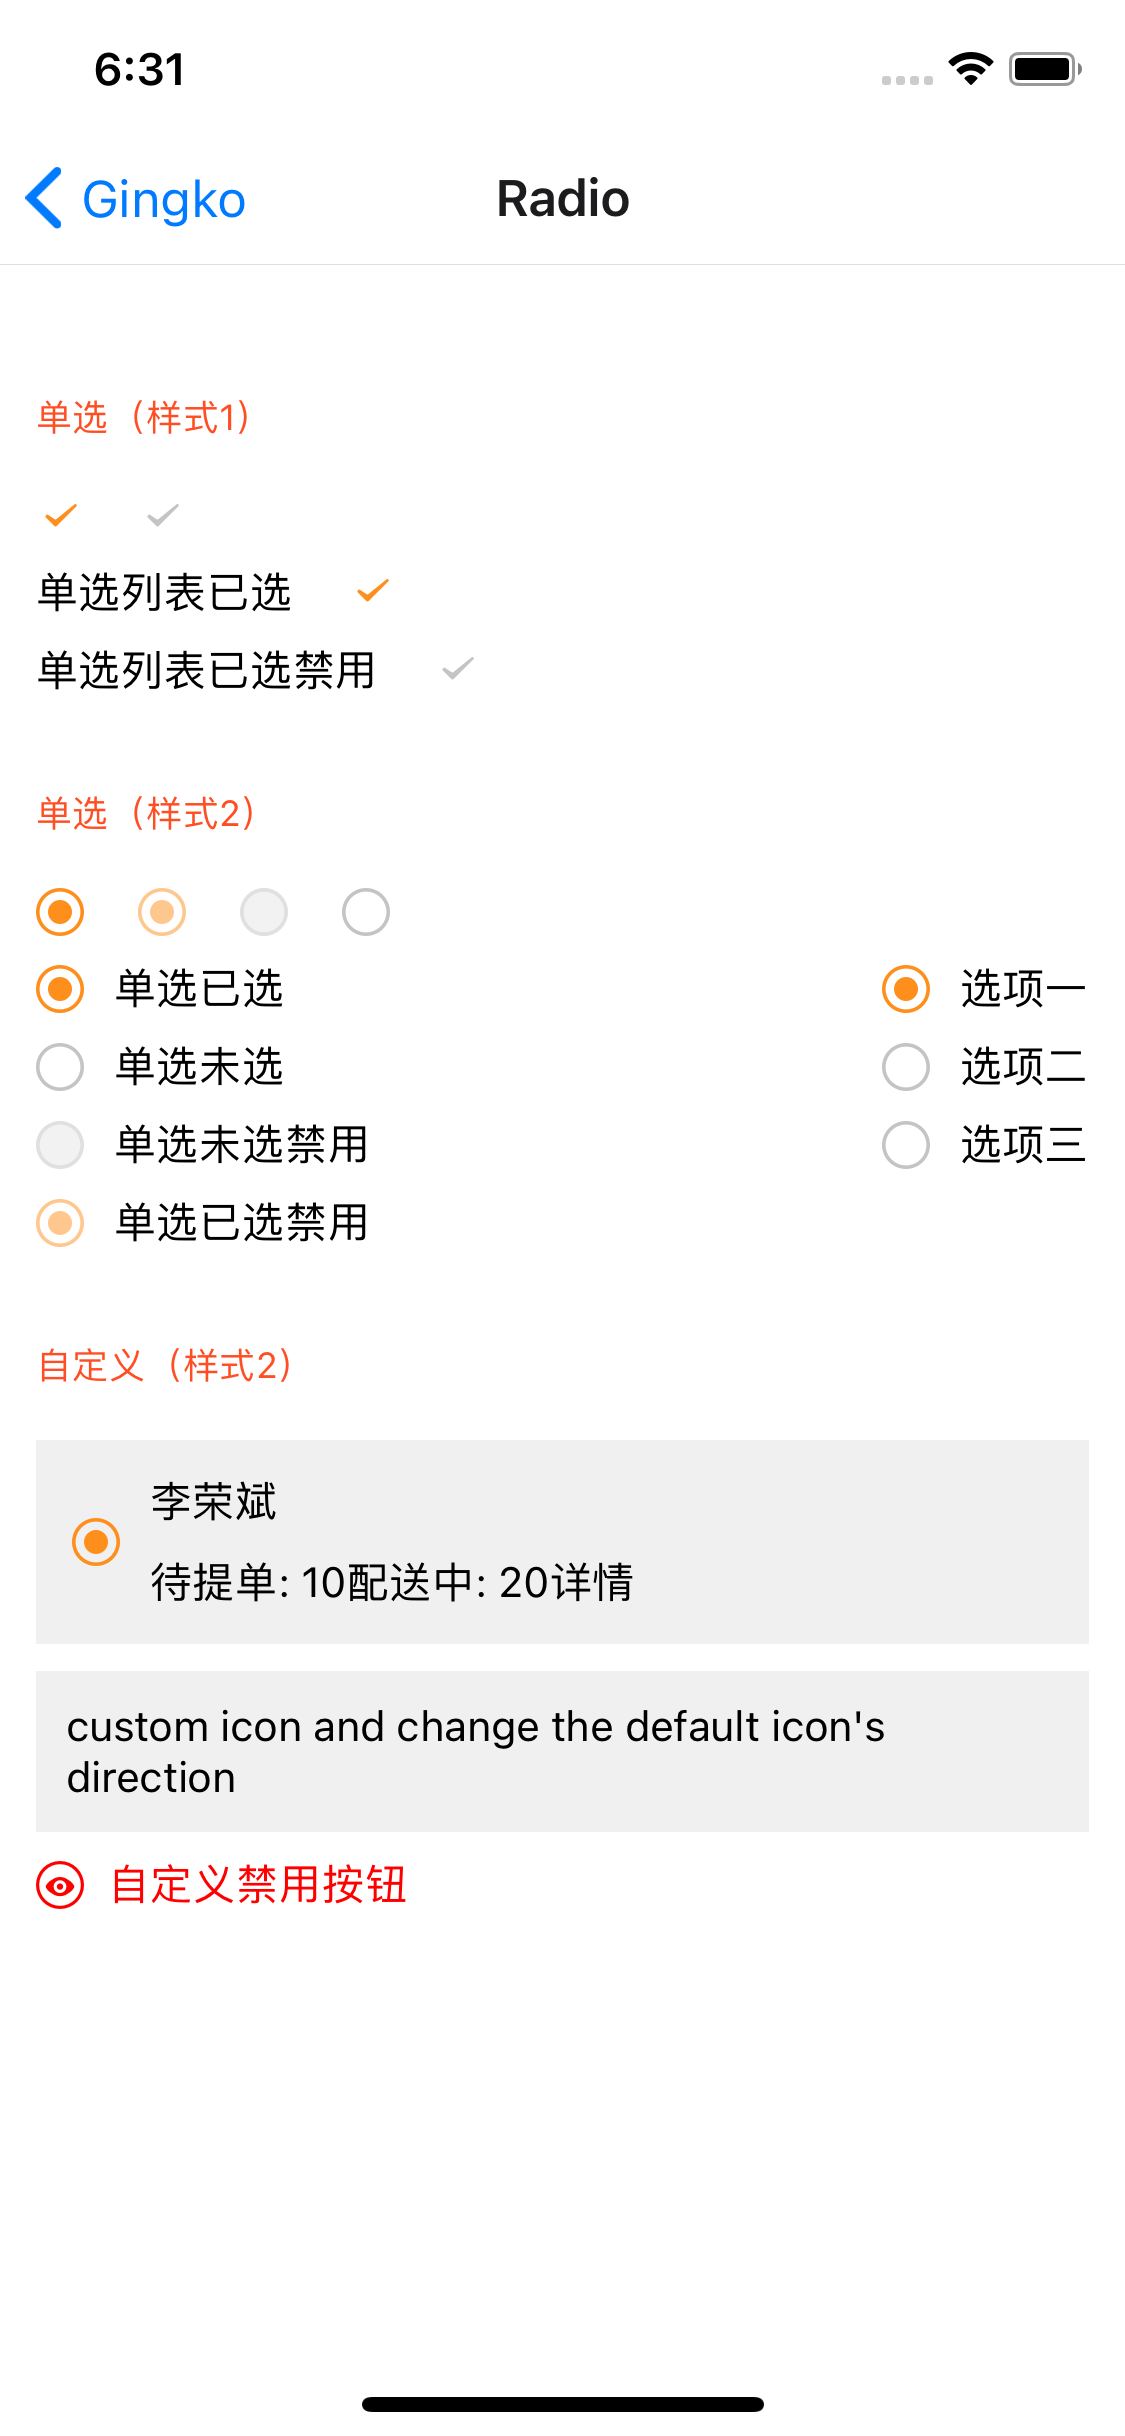 6:31
Gingko
Radio
单选（样式1）
单选列表已选
单选列表已选禁用
单选（样式2）
单选已选
选项一
单选未选
选项二
单选未选禁用
选项三
单选已选禁用
自定义（样式2）
李荣斌
待提单: 10配送中: 20详情
custom icon and change the default icon's
direction
自定义禁用按钮